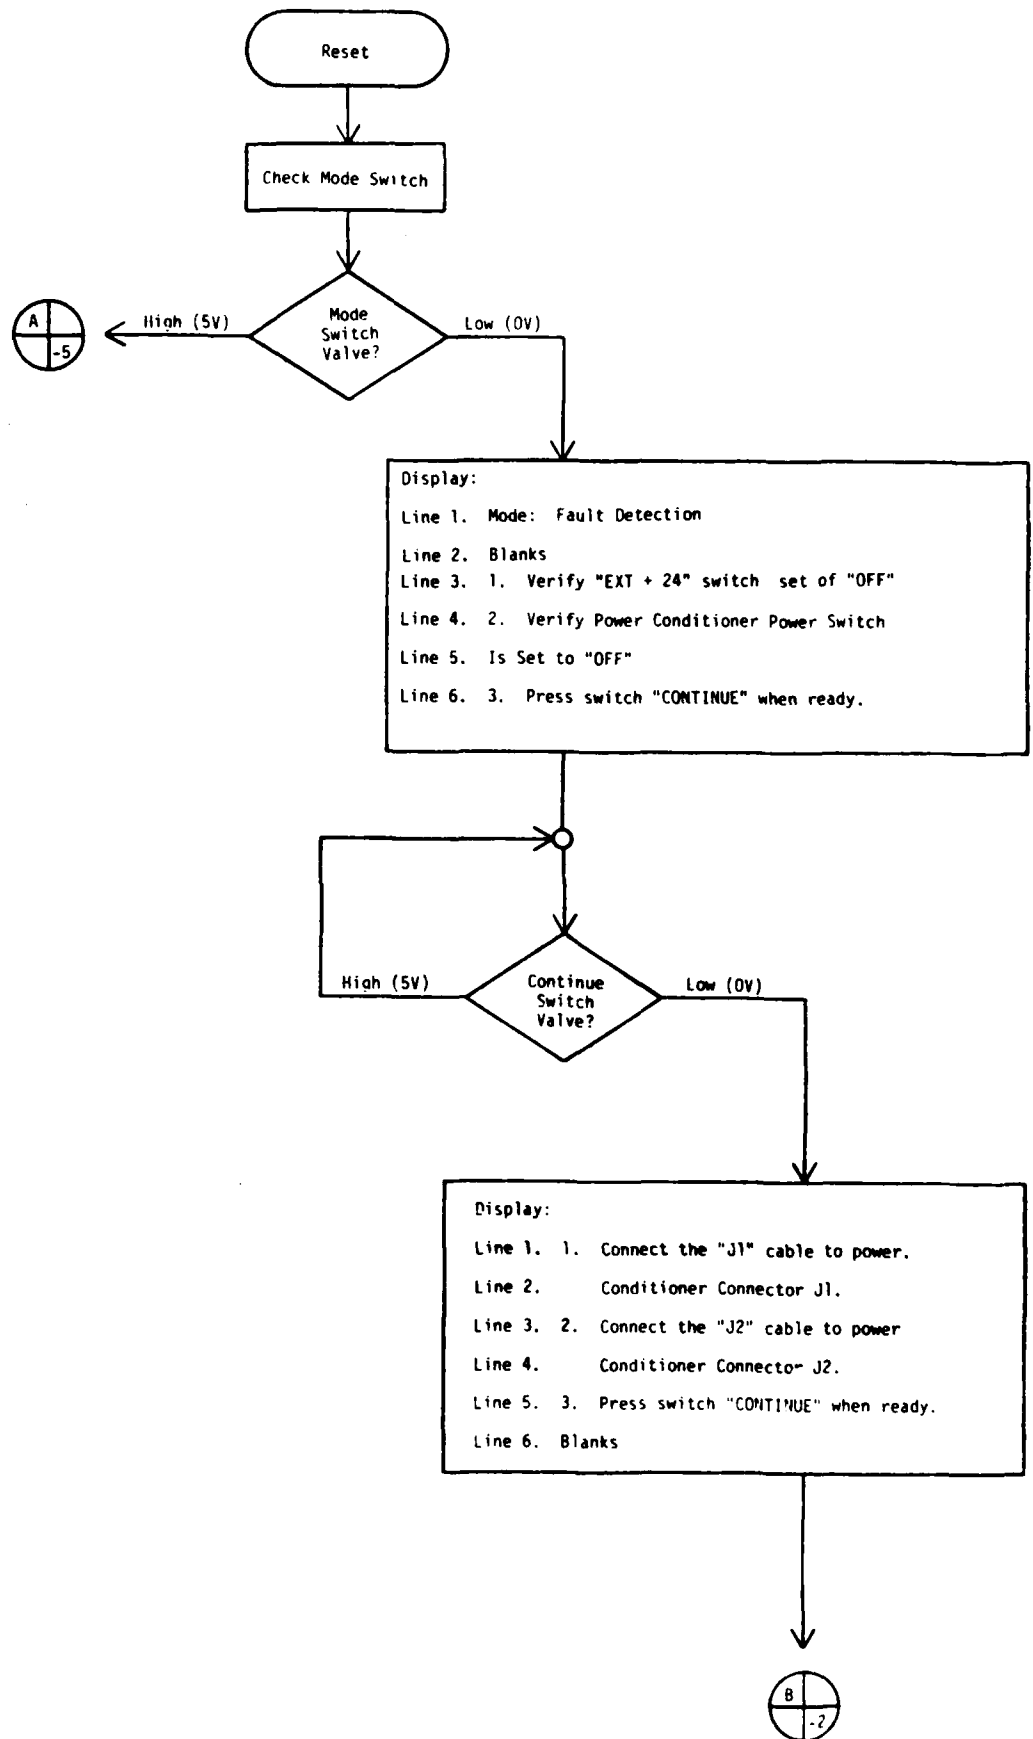 Reset
Check Mode Switch
Mode
Switch
Valve?
High (5V)
Low (0V)
A
-5
Display:
Line 1. Mode: Fault Detection
Line 2. Blanks
Line 3. 1. Verify "EXT + 24" switch set of "OFF"
Line 4. 2. Verify Power Conditioner Power Switch
Line 5. Is Set to "OFF"
Line 6. 3. Press switch "CONTINUE" when ready.
High (5V)
Continue
Switch
Valve?
Low (0V)
Display:
Line 1. 1. Connect the "J1" cable to power.
Line 2. Conditioner Connector J1.
Line 3. 2. Connect the "J2" cable to power
Line 4. Conditioner Connector J2.
Line 5. 3. Press switch "CONTINUE" when ready.
Line 6. Blanks
B
-2